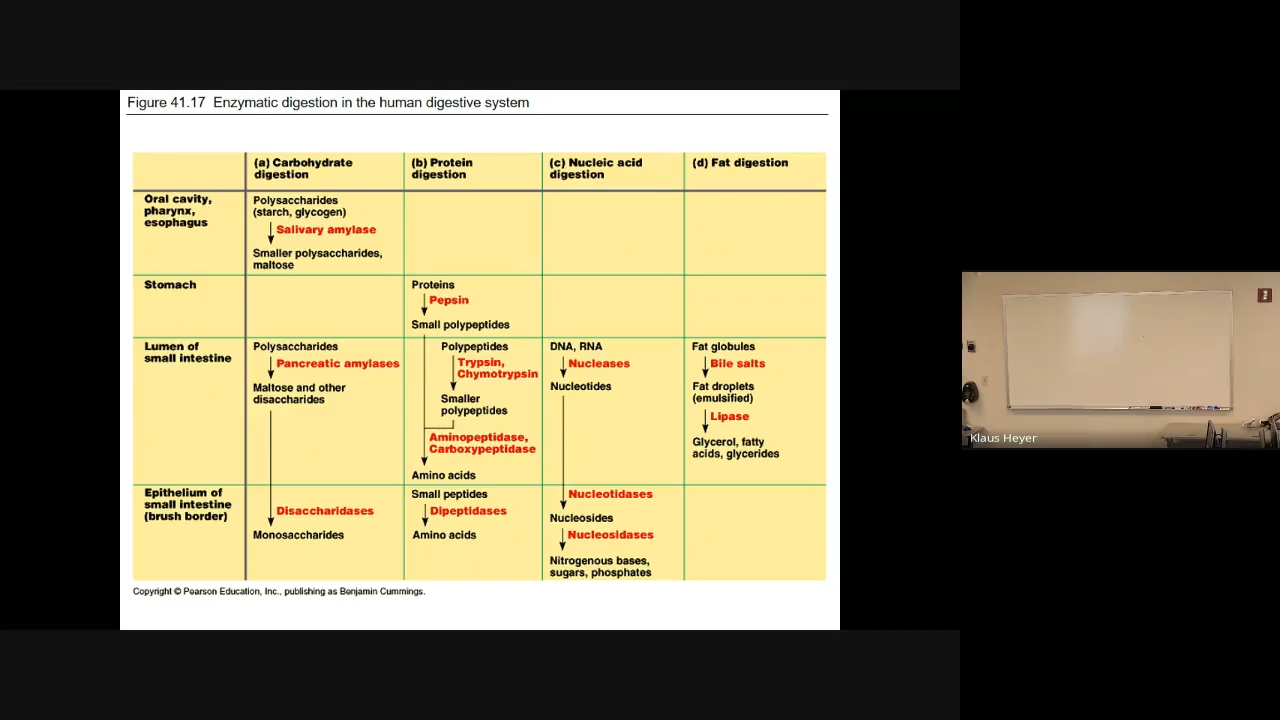 Figure 41.17 Enzymatic digestion in the human digestive system
(a) Carbohydrate
digestion
(b) Protein
digestion
(c) Nucleic acid
digestion
(d) Fat digestion
Oral cavity,
pharynx,
esophagus
Polysaccharides
(starch, glycogen)
Salivary amylase
Smaller polysaccharides,
maltose
Stomach
Proteins
Pepsin
Small polypeptides
Lumen of
small intestine
Polysaccharides
Pancreatic amylases
Maltose and other
disaccharides
Polypeptides
Trypsin,
Chymotrypsin
Smaller
polypeptides
Aminopeptidase,
Carboxypeptidase
Amino acids
DNA, RNA
Nucleases
Nucleotides
Fat globules
Bile salts
Fat droplets
(emulsified)
Lipase
Glycerol, fatty
acids, glycerides
Epithelium of
small intestine
(brush border)
Disaccharidases
Monosaccharides
Small peptides
Dipeptidases
Amino acids
Nucleotidases
Nucleosides
Nucleosidases
Nitrogenous bases,
sugars, phosphates
Copyright © Pearson Education, Inc., publishing as Benjamin Cummings.
Klaus Heyer